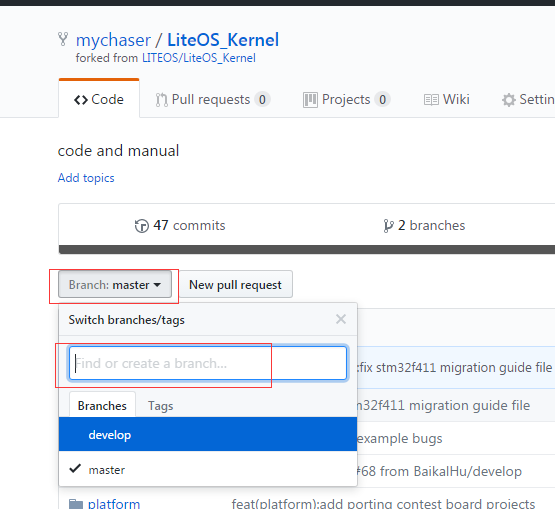 mychaser / LiteOS_Kernel
forked from LITEOS/LiteOS_Kernel
Code Pull requests 0 Projects 0 Wiki Settin
code and manual
Add topics
47 commits 2 branches
Branch: master New pull request
Switch branches/tags
Find or create a branch...
:fix stm32f411 migration guide file
Branches Tags
m32f411 migration guide file
develop
example bugs
master
#68 from BaikalHu/develop
platform feat(platform):add porting contest board projects